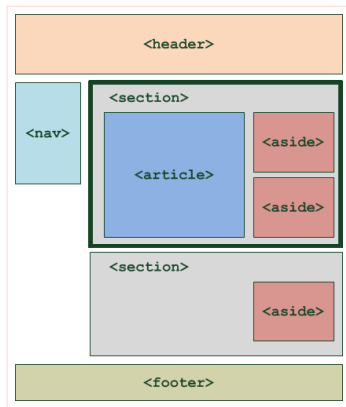 <header>
<section>
<nav>
<article>
<aside>
<aside>
<section>
<aside>
<footer>